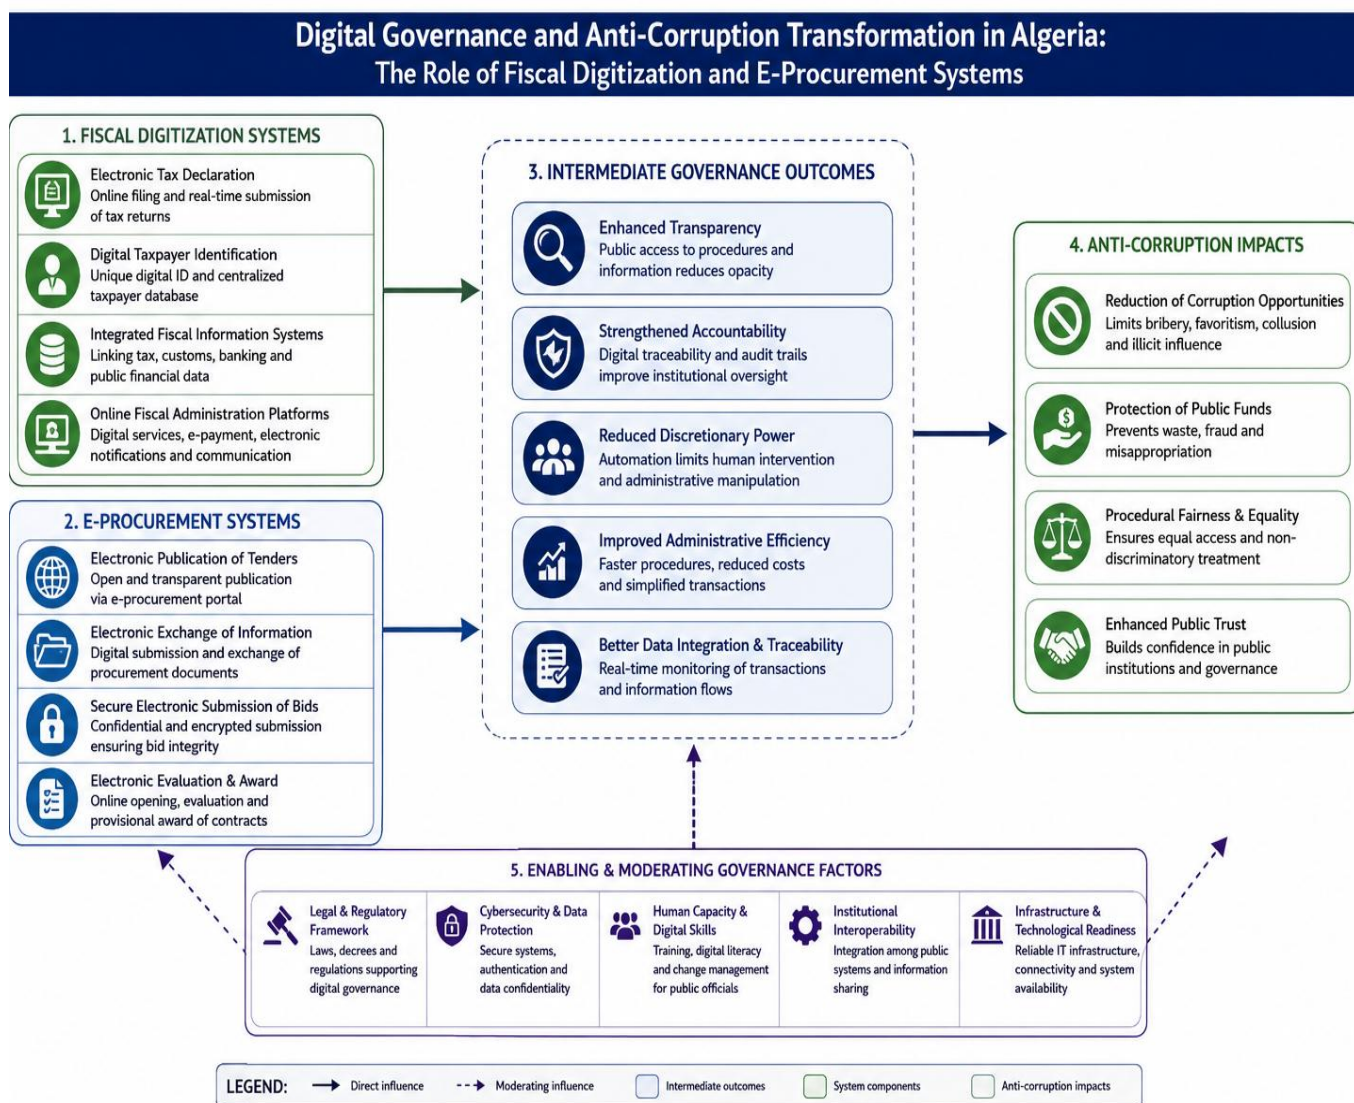 Digital Governance and Anti-Corruption Transformation in Algeria:
The Role of Fiscal Digitization and E-Procurement Systems
1. FISCAL DIGITIZATION SYSTEMS
Electronic Tax Declaration
Online filing and real-time submission
of tax returns
Digital Taxpayer Identification
Unique digital ID and centralized
taxpayer database
Integrated Fiscal Information Systems
Linking tax, customs, banking and
public financial data
Online Fiscal Administration Platforms
Digital services, e-payment, electronic
notifications and communication
2. E-PROCUREMENT SYSTEMS
Electronic Publication of Tenders
Open and transparent publication
via e-procurement portal
Electronic Exchange of Information
Digital submission and exchange of
procurement documents
Secure Electronic Submission of Bids
Confidential and encrypted submission
ensuring bid integrity
Electronic Evaluation & Award
Online opening, evaluation and
provisional award of contracts
3. INTERMEDIATE GOVERNANCE OUTCOMES
Enhanced Transparency
Public access to procedures and
information reduces opacity
Strengthened Accountability
Digital traceability and audit trails
improve institutional oversight
Reduced Discretionary Power
Automation limits human intervention
and administrative manipulation
Improved Administrative Efficiency
Faster procedures, reduced costs
and simplified transactions
Better Data Integration & Traceability
Real-time monitoring of transactions
and information flows
4. ANTI-CORRUPTION IMPACTS
Reduction of Corruption Opportunities
Limits bribery, favoritism, collusion
and illicit influence
$
Protection of Public Funds
Prevents waste, fraud and
misappropriation
Procedural Fairness & Equality
Ensures equal access and non-
discriminatory treatment
Enhanced Public Trust
Builds confidence in public
institutions and governance
5. ENABLING & MODERATING GOVERNANCE FACTORS
Legal & Regulatory
Framework
Laws, decrees and
regulations supporting
digital governance
Cybersecurity & Data
Protection
Secure systems,
authentication and
data confidentiality
Human Capacity &
Digital Skills
Training, digital literacy
and change management
for public officials
Institutional
Interoperability
Integration among public
systems and information
sharing
Infrastructure &
Technological Readiness
Reliable IT infrastructure,
connectivity and system
availability
LEGEND:
Direct influence
Moderating influence
Intermediate outcomes
System components
Anti-corruption impacts